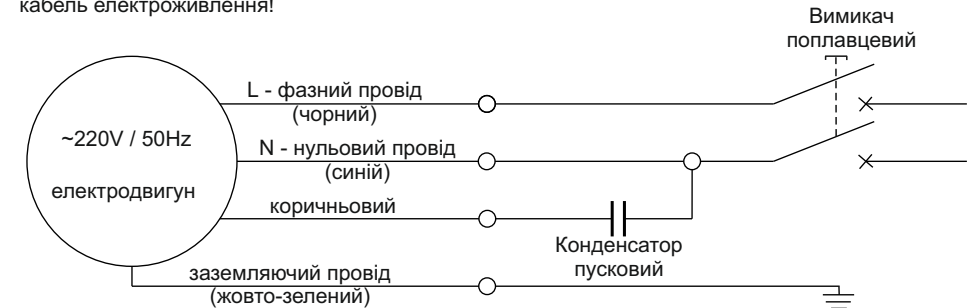 кабель електроживлення!
Вимикач
поплавцевий
L - фазний провід
(чорний)
~220V / 50Hz
електродвигун
N - нульовий провід
(синій)
коричньовий
Конденсатор
пусковий
заземляючий провід
(жовто-зелений)